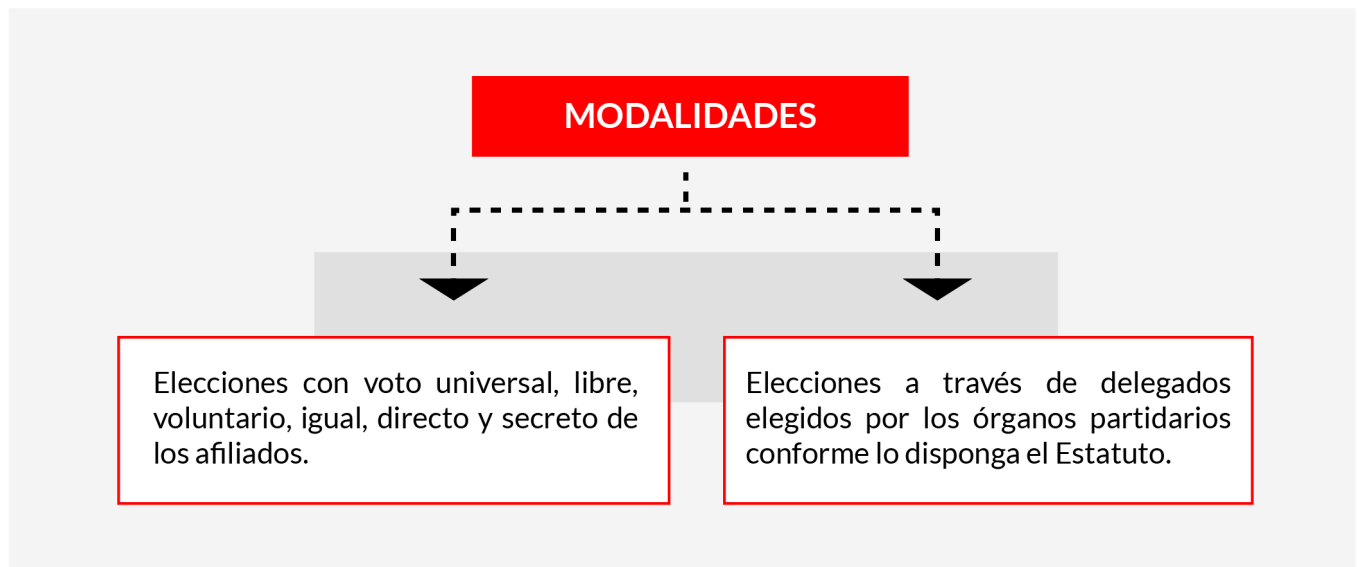 MODALIDADES
Elecciones con voto universal, libre,
voluntario, igual, directo y secreto de
los afiliados.
Elecciones a través de delegados
elegidos por los órganos partidarios
conforme lo disponga el Estatuto.